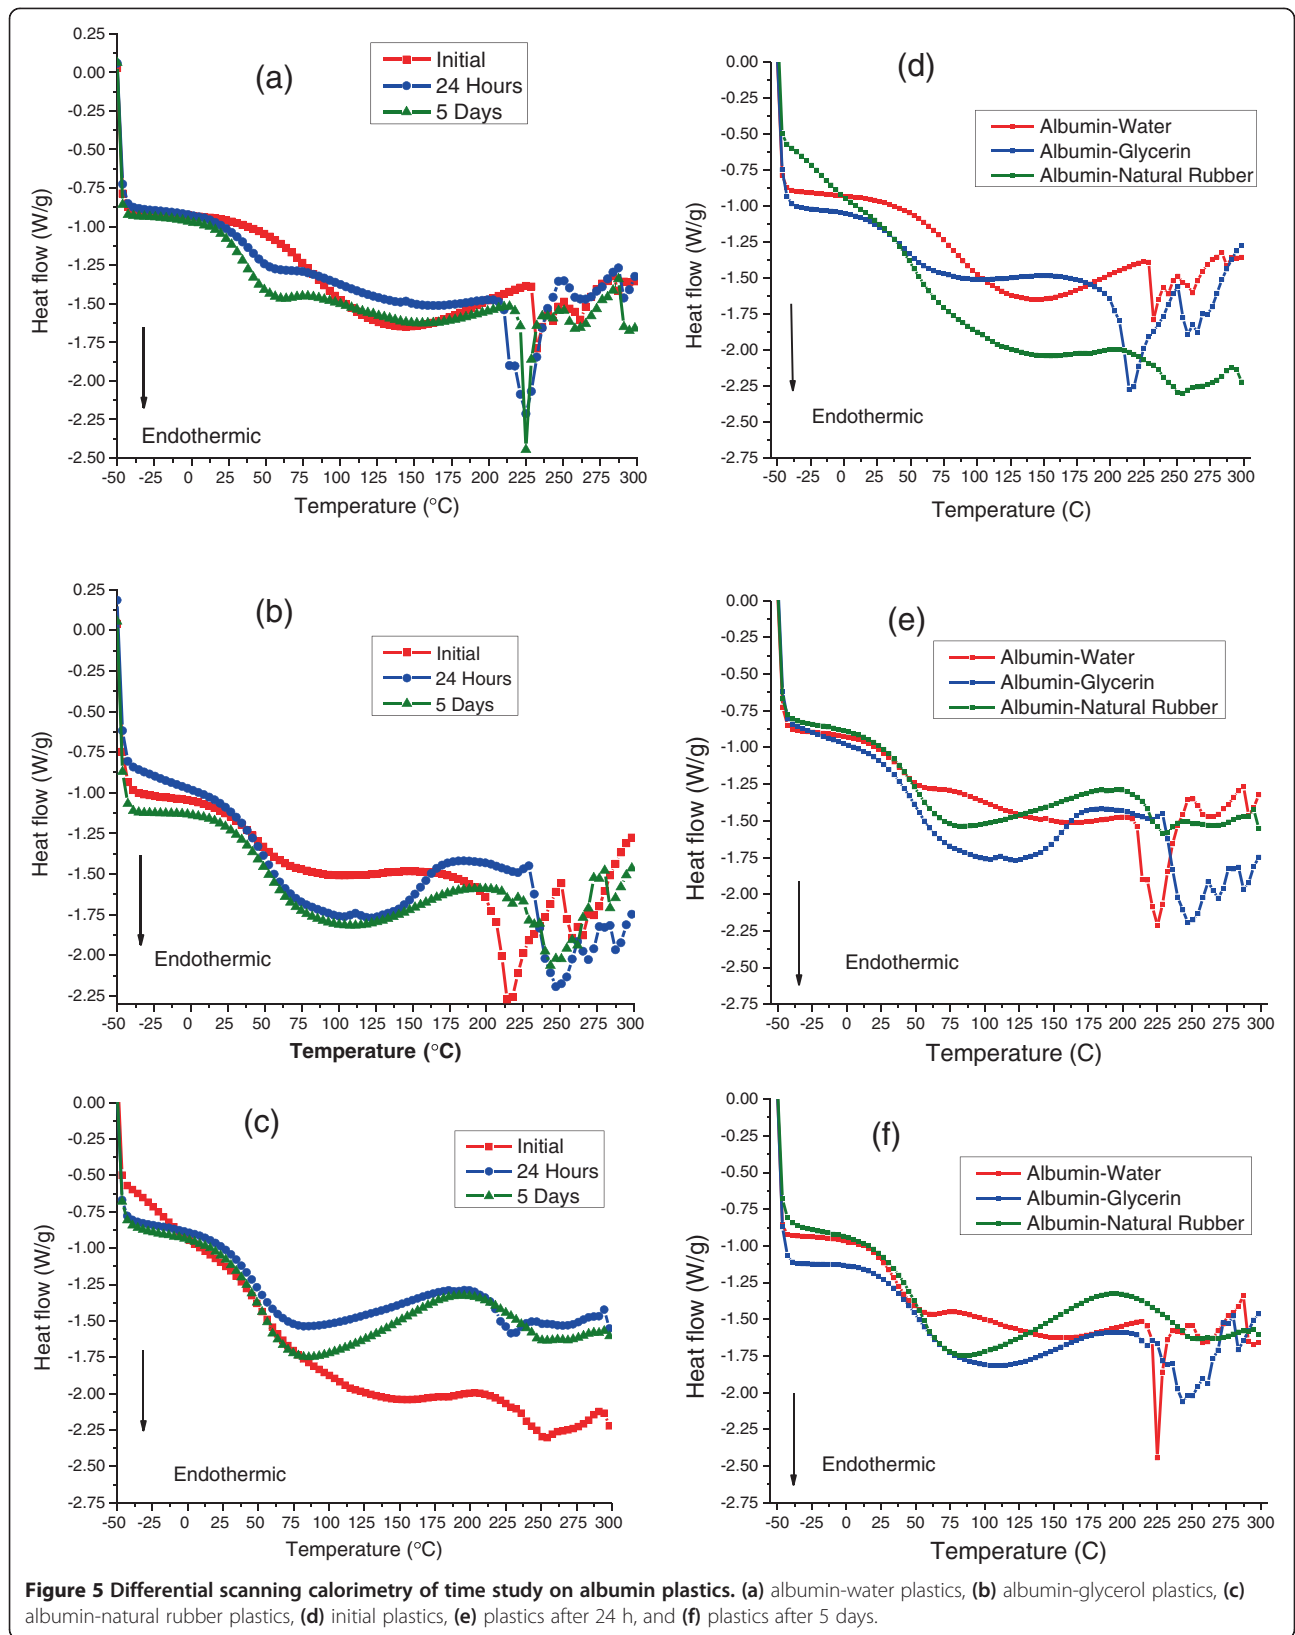 (a)
Initial
24 Hours
5 Days
0.25
0.00
-0.25
-0.50
-0.75
-1.00
-1.25
-1.50
-1.75
-2.00
-2.25
-2.50
Heat flow (W/g)
Endothermic
-50 -25 0 25 50 75 100 125 150 175 200 225 250 275 300
Temperature (°C)
(d)
Albumin-Water
Albumin-Glycerin
Albumin-Natural Rubber
0.00
-0.25
-0.50
-0.75
-1.00
-1.25
-1.50
-1.75
-2.00
-2.25
-2.50
-2.75
Heat flow (W/g)
Endothermic
-50 -25 0 25 50 75 100 125 150 175 200 225 250 275 300
Temperature (C)
(b)
Initial
24 Hours
5 Days
0.25
0.00
-0.25
-0.50
-0.75
-1.00
-1.25
-1.50
-1.75
-2.00
-2.25
Heat flow (W/g)
Endothermic
-50 -25 0 25 50 75 100 125 150 175 200 225 250 275 300
Temperature (°C)
(e)
Albumin-Water
Albumin-Glycerin
Albumin-Natural Rubber
0.00
-0.25
-0.50
-0.75
-1.00
-1.25
-1.50
-1.75
-2.00
-2.25
-2.50
-2.75
Heat flow (W/g)
Endothermic
-50 -25 0 25 50 75 100 125 150 175 200 225 250 275 300
Temperature (C)
(c)
Initial
24 Hours
5 Days
0.00
-0.25
-0.50
-0.75
-1.00
-1.25
-1.50
-1.75
-2.00
-2.25
-2.50
-2.75
Heat flow (W/g)
Endothermic
-50 -25 0 25 50 75 100 125 150 175 200 225 250 275 300
Temperature (°C)
(f)
Albumin-Water
Albumin-Glycerin
Albumin-Natural Rubber
0.00
-0.25
-0.50
-0.75
-1.00
-1.25
-1.50
-1.75
-2.00
-2.25
-2.50
-2.75
Heat flow (W/g)
Endothermic
-50 -25 0 25 50 75 100 125 150 175 200 225 250 275 300
Temperature (C)
Figure 5 Differential scanning calorimetry of time study on albumin plastics. (a) albumin-water plastics, (b) albumin-glycerol plastics, (c)
albumin-natural rubber plastics, (d) initial plastics, (e) plastics after 24 h, and (f) plastics after 5 days.